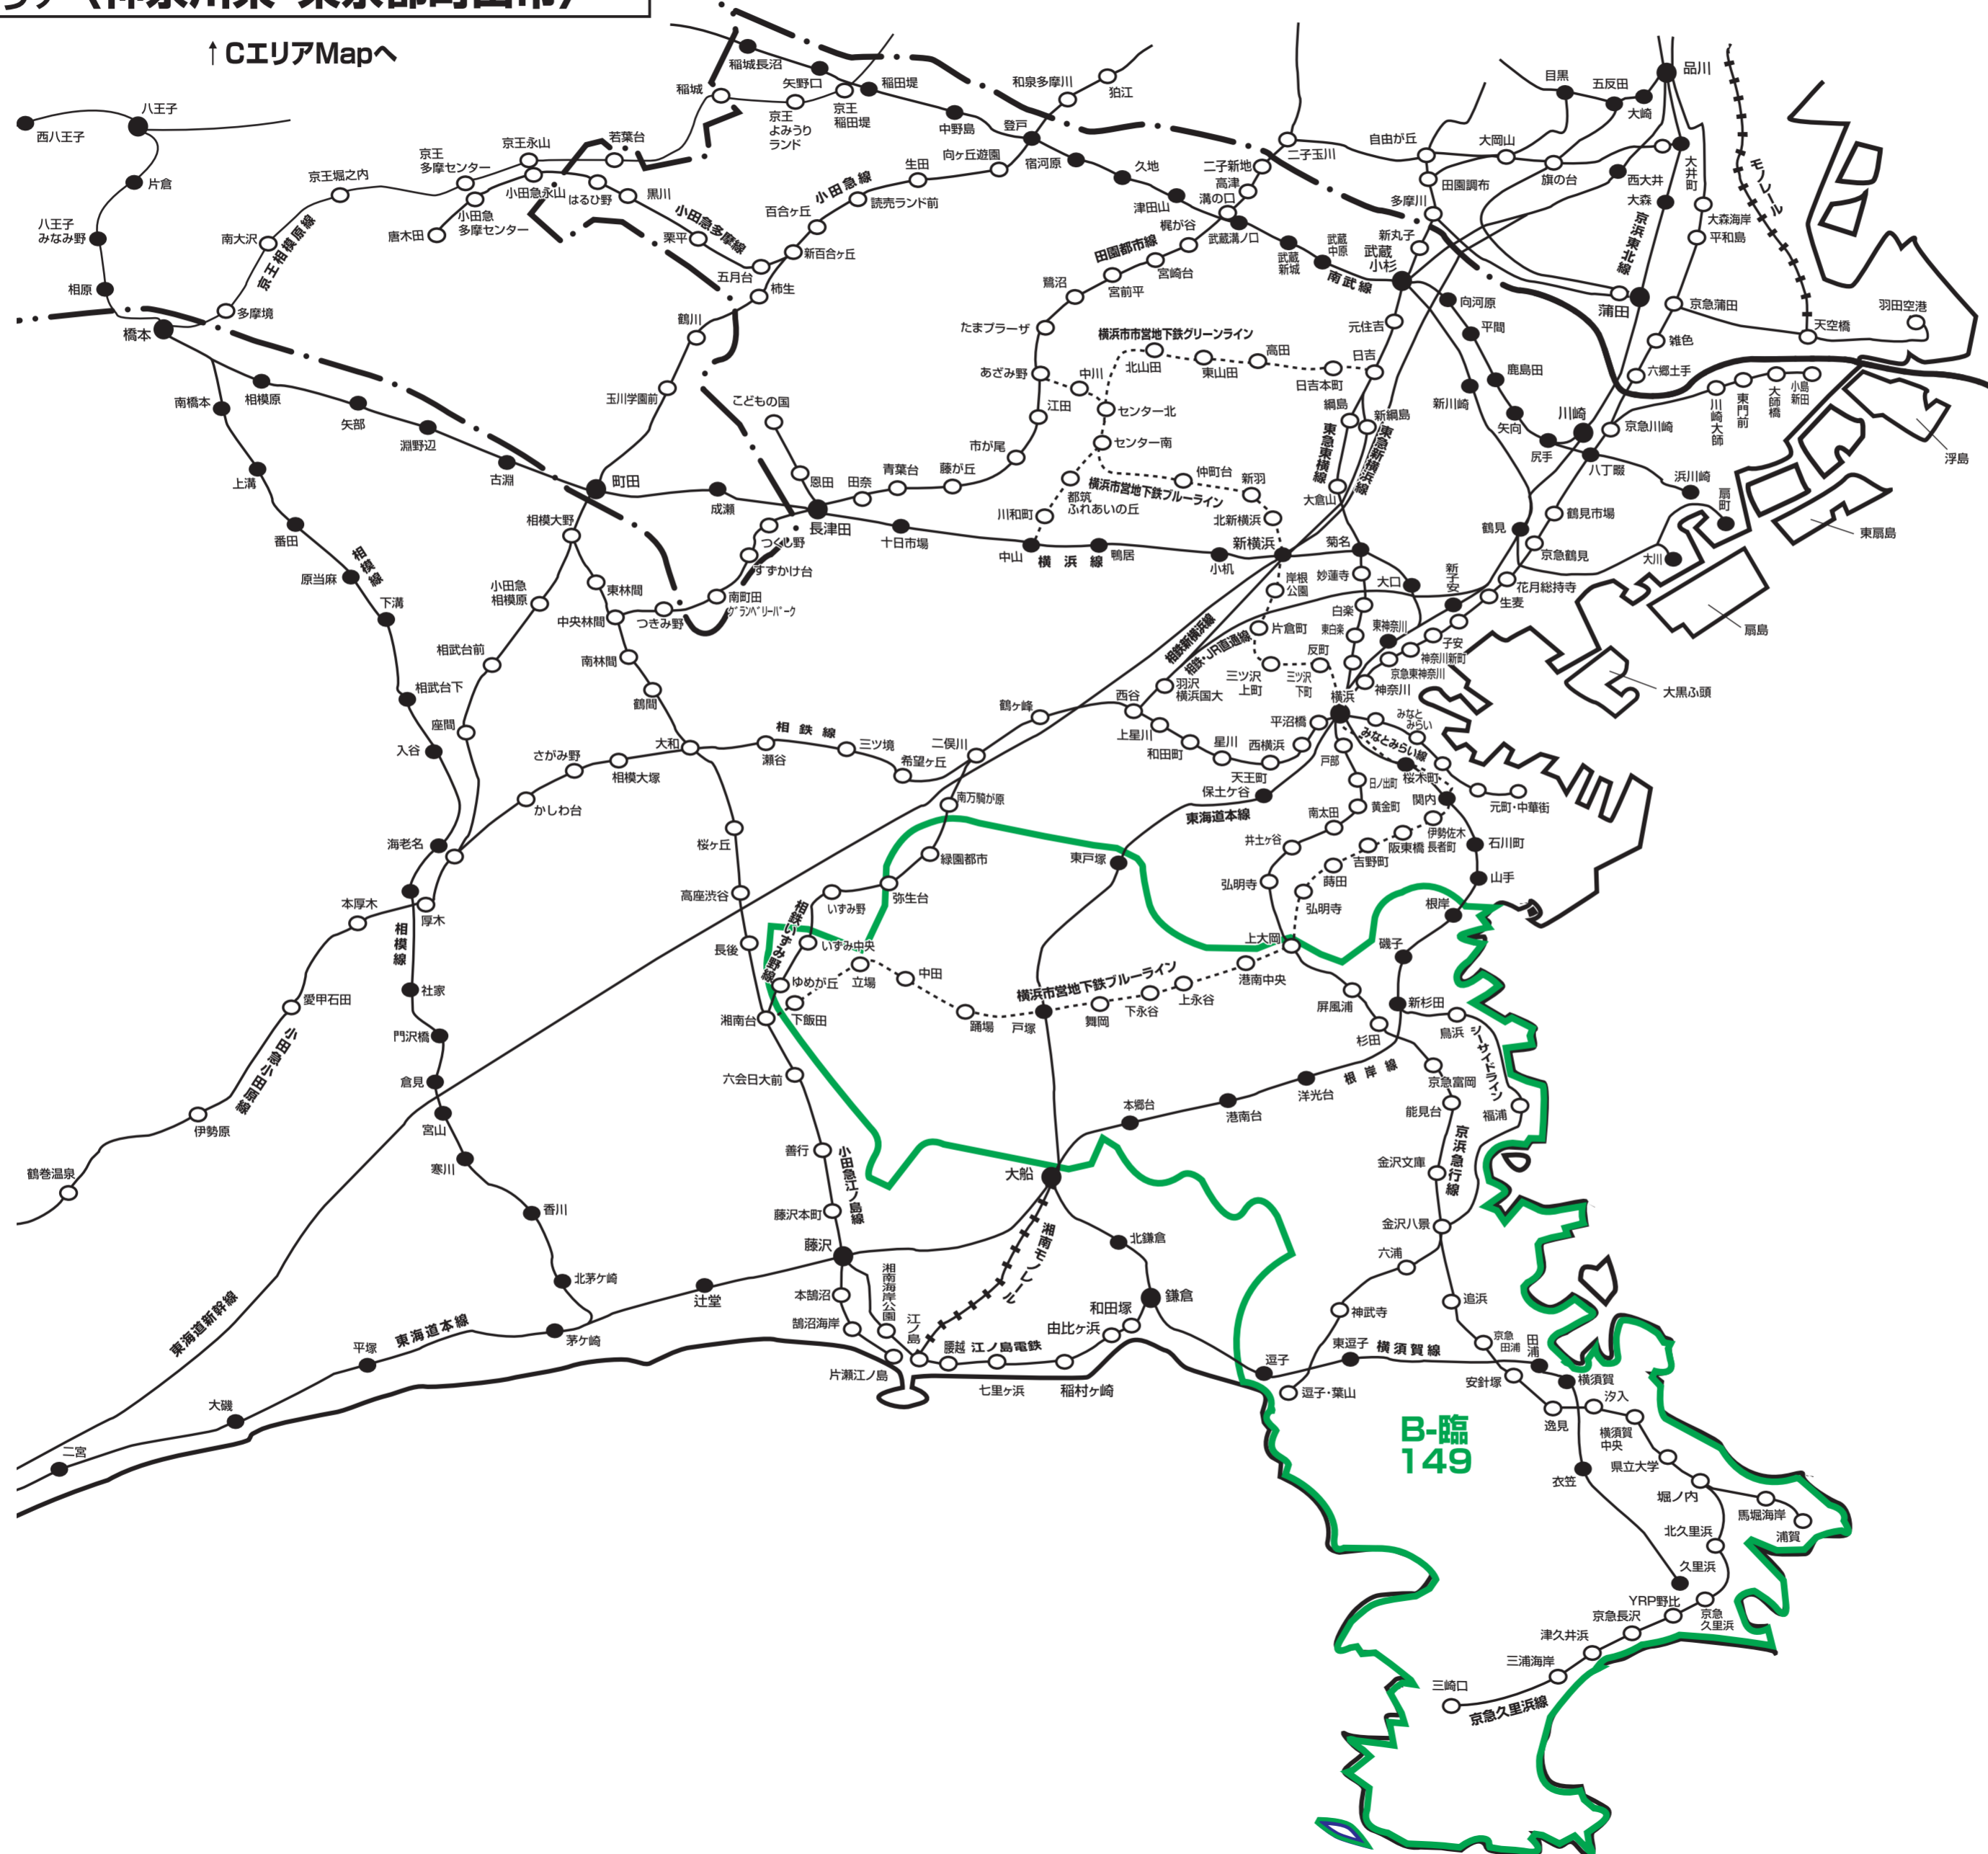 ↑CエリアMapへ
稲城長沼
矢野口
稲田堤
和泉多摩川
狛江
目黒
五反田
品川
大崎
八王子
西八王子
稲城
京王
よみうり
ランド
京王
稲田堤
中野島
登戸
自由が丘
大岡山
大井町
モノレール
片倉
京王永山
若葉台
京王
多摩センター
京王堀之内
向ヶ丘遊園
生田
宿河原
久地
二子新地
二子玉川
高津
溝の口
田園調布
旗の台
西大井
大森
大森海岸
平和島
京浜東北線
八王子
みなみ野
南大沢
京王相模原線
唐木田
小田急
多摩センター
小田急永山
はるひ野
黒川
小田急多摩線
小田急線
読売ランド前
百合ヶ丘
新百合ヶ丘
栗平
五月台
柿生
津田山
梶が谷
武蔵溝ノ口
田園都市線
宮崎台
宮前平
鷺沼
武蔵
新城
武蔵
中原
南武線
多摩川
新丸子
武蔵
小杉
向河原
平間
蒲田
京急蒲田
羽田空港
天空橋
雑色
六郷土手
相原
橋本
多摩境
鶴川
たまプラーザ
横浜市市営地下鉄グリーンライン
元住吉
日吉
高田
東山田
北山田
日吉本町
あざみ野
中川
センター北
江田
センター南
市が尾
綱島
新綱島
東急東横線
東急新横浜線
新川崎
鹿島田
矢向
川崎
尻手
京急川崎
川崎大師
東門前
大師橋
小島
新田
八丁畷
浜川崎
扇町
浮島
東扇島
南橋本
相模原
矢部
淵野辺
古淵
玉川学園前
こどもの国
恩田
田奈
青葉台
藤が丘
町田
成瀬
長津田
十日市場
都筑
ふれあいの丘
川和町
仲町台
横浜市営地下鉄ブルーライン
新羽
北新横浜
大倉山
中山
横浜線
鴨居
小机
新横浜
菊名
鶴見
鶴見市場
京急鶴見
大川
上溝
番田
相模線
原当麻
下溝
相模大野
小田急
相模原
東林間
中央林間
つきみ野
南町田
グランベリーパーク
すずかけ台
つくし野
妙蓮寺
岸根
公園
白楽
東白楽
大口
新子安
花月総持寺
生麦
扇島
片倉町
相鉄新横浜線
相鉄・JR直通線
三ツ沢
上町
三ツ沢
下町
反町
東神奈川
子安
神奈川新町
京急東神奈川
神奈川
大黒ふ頭
相武台前
相武台下
南林間
鶴間
座間
入谷
さがみ野
相模大塚
大和
相鉄線
瀬谷
三ツ境
希望ヶ丘
二俣川
鶴ヶ峰
西谷
羽沢
横浜国大
上星川
和田町
星川
天王町
西横浜
平沼橋
横浜
みなと
みらい
みなとみらい線
戸部
桜木町
日ノ出町
黄金町
関内
元町・中華街
かしわ台
海老名
南万騎が原
緑園都市
弥生台
いずみ野
桜ヶ丘
高座渋谷
東海道本線
保土ヶ谷
東戸塚
南太田
井土ヶ谷
弘明寺
蒔田
吉野町
阪東橋
伊勢佐木
長者町
石川町
山手
弘明寺
根岸
本厚木
厚木
相模線
社家
愛甲石田
小田急小田原線
門沢橋
倉見
宮山
寒川
長後
相鉄いずみ野線
いずみ中央
ゆめが丘
立場
中田
湘南台
下飯田
踊場
戸塚
横浜市営地下鉄ブルーライン
舞岡
下永谷
上永谷
港南中央
上大岡
磯子
屏風浦
新杉田
杉田
鳥浜
シーサイドライン
六会日大前
本郷台
港南台
洋光台
根岸線
京急富岡
能見台
福浦
伊勢原
鶴巻温泉
善行
小田急江ノ島線
大船
金沢文庫
京浜急行線
金沢八景
香川
北茅ケ崎
藤沢本町
藤沢
湘南モノレール
北鎌倉
鎌倉
六浦
神武寺
追浜
東海道新幹線
平塚
東海道本線
茅ケ崎
辻堂
本鵠沼
鵠沼海岸
湘南海岸公園
江ノ島
片瀬江ノ島
腰越
江ノ島電鉄
七里ヶ浜
稲村ヶ崎
由比ヶ浜
和田塚
逗子
東逗子
横須賀線
逗子・葉山
京急
田浦
田浦
横須賀
安針塚
汐入
逸見
横須賀
中央
県立大学
大磯
二宮
B-臨
149
衣笠
堀ノ内
馬堀海岸
浦賀
北久里浜
久里浜
YRP野比
京急
久里浜
京急長沢
津久井浜
三浦海岸
三崎口
京急久里浜線